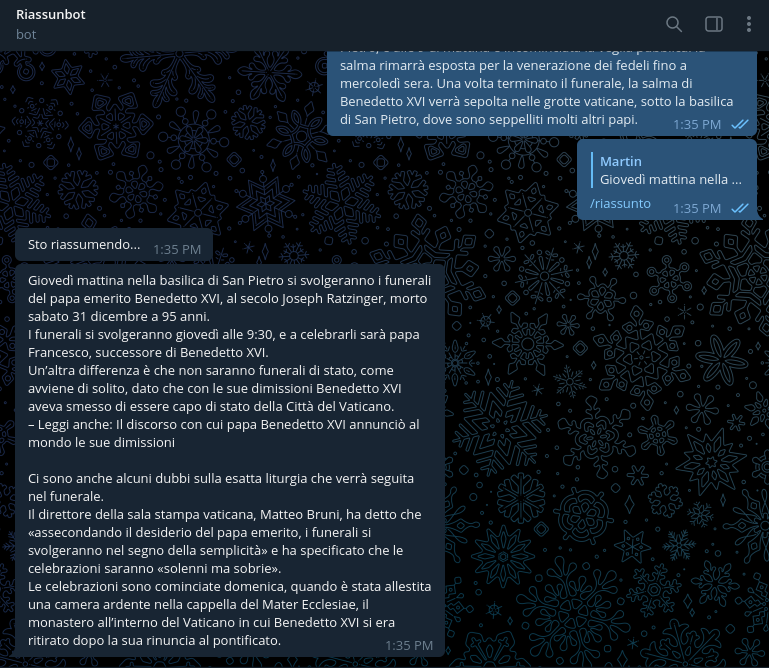 Riassunbot
bot
salma rimarrà esposta per la venerazione dei fedeli fino a
mercoledì sera. Una volta terminato il funerale, la salma di
Benedetto XVI verrà sepolta nelle grotte vaticane, sotto la basilica
di San Pietro, dove sono seppelliti molti altri papi.
1:35 PM
Martin
Giovedì mattina nella ...
/riassunto
1:35 PM
Sto riassumendo...
1:35 PM
Giovedì mattina nella basilica di San Pietro si svolgeranno i funerali
del papa emerito Benedetto XVI, al secolo Joseph Ratzinger, morto
sabato 31 dicembre a 95 anni.
I funerali si svolgeranno giovedì alle 9:30, e a celebrarli sarà papa
Francesco, successore di Benedetto XVI.
Un’altra differenza è che non saranno funerali di stato, come
avviene di solito, dato che con le sue dimissioni Benedetto XVI
aveva smesso di essere capo di stato della Città del Vaticano.
– Leggi anche: Il discorso con cui papa Benedetto XVI annunciò al
mondo le sue dimissioni
Ci sono anche alcuni dubbi sulla esatta liturgia che verrà seguita
nel funerale.
Il direttore della sala stampa vaticana, Matteo Bruni, ha detto che
«assecondando il desiderio del papa emerito, i funerali si
svolgeranno nel segno della semplicità» e ha specificato che le
celebrazioni saranno «solenni ma sobrie».
Le celebrazioni sono cominciate domenica, quando è stata allestita
una camera ardente nella cappella del Mater Ecclesiae, il
monastero all’interno del Vaticano in cui Benedetto XVI si era
ritirato dopo la sua rinuncia al pontificato.
1:35 PM